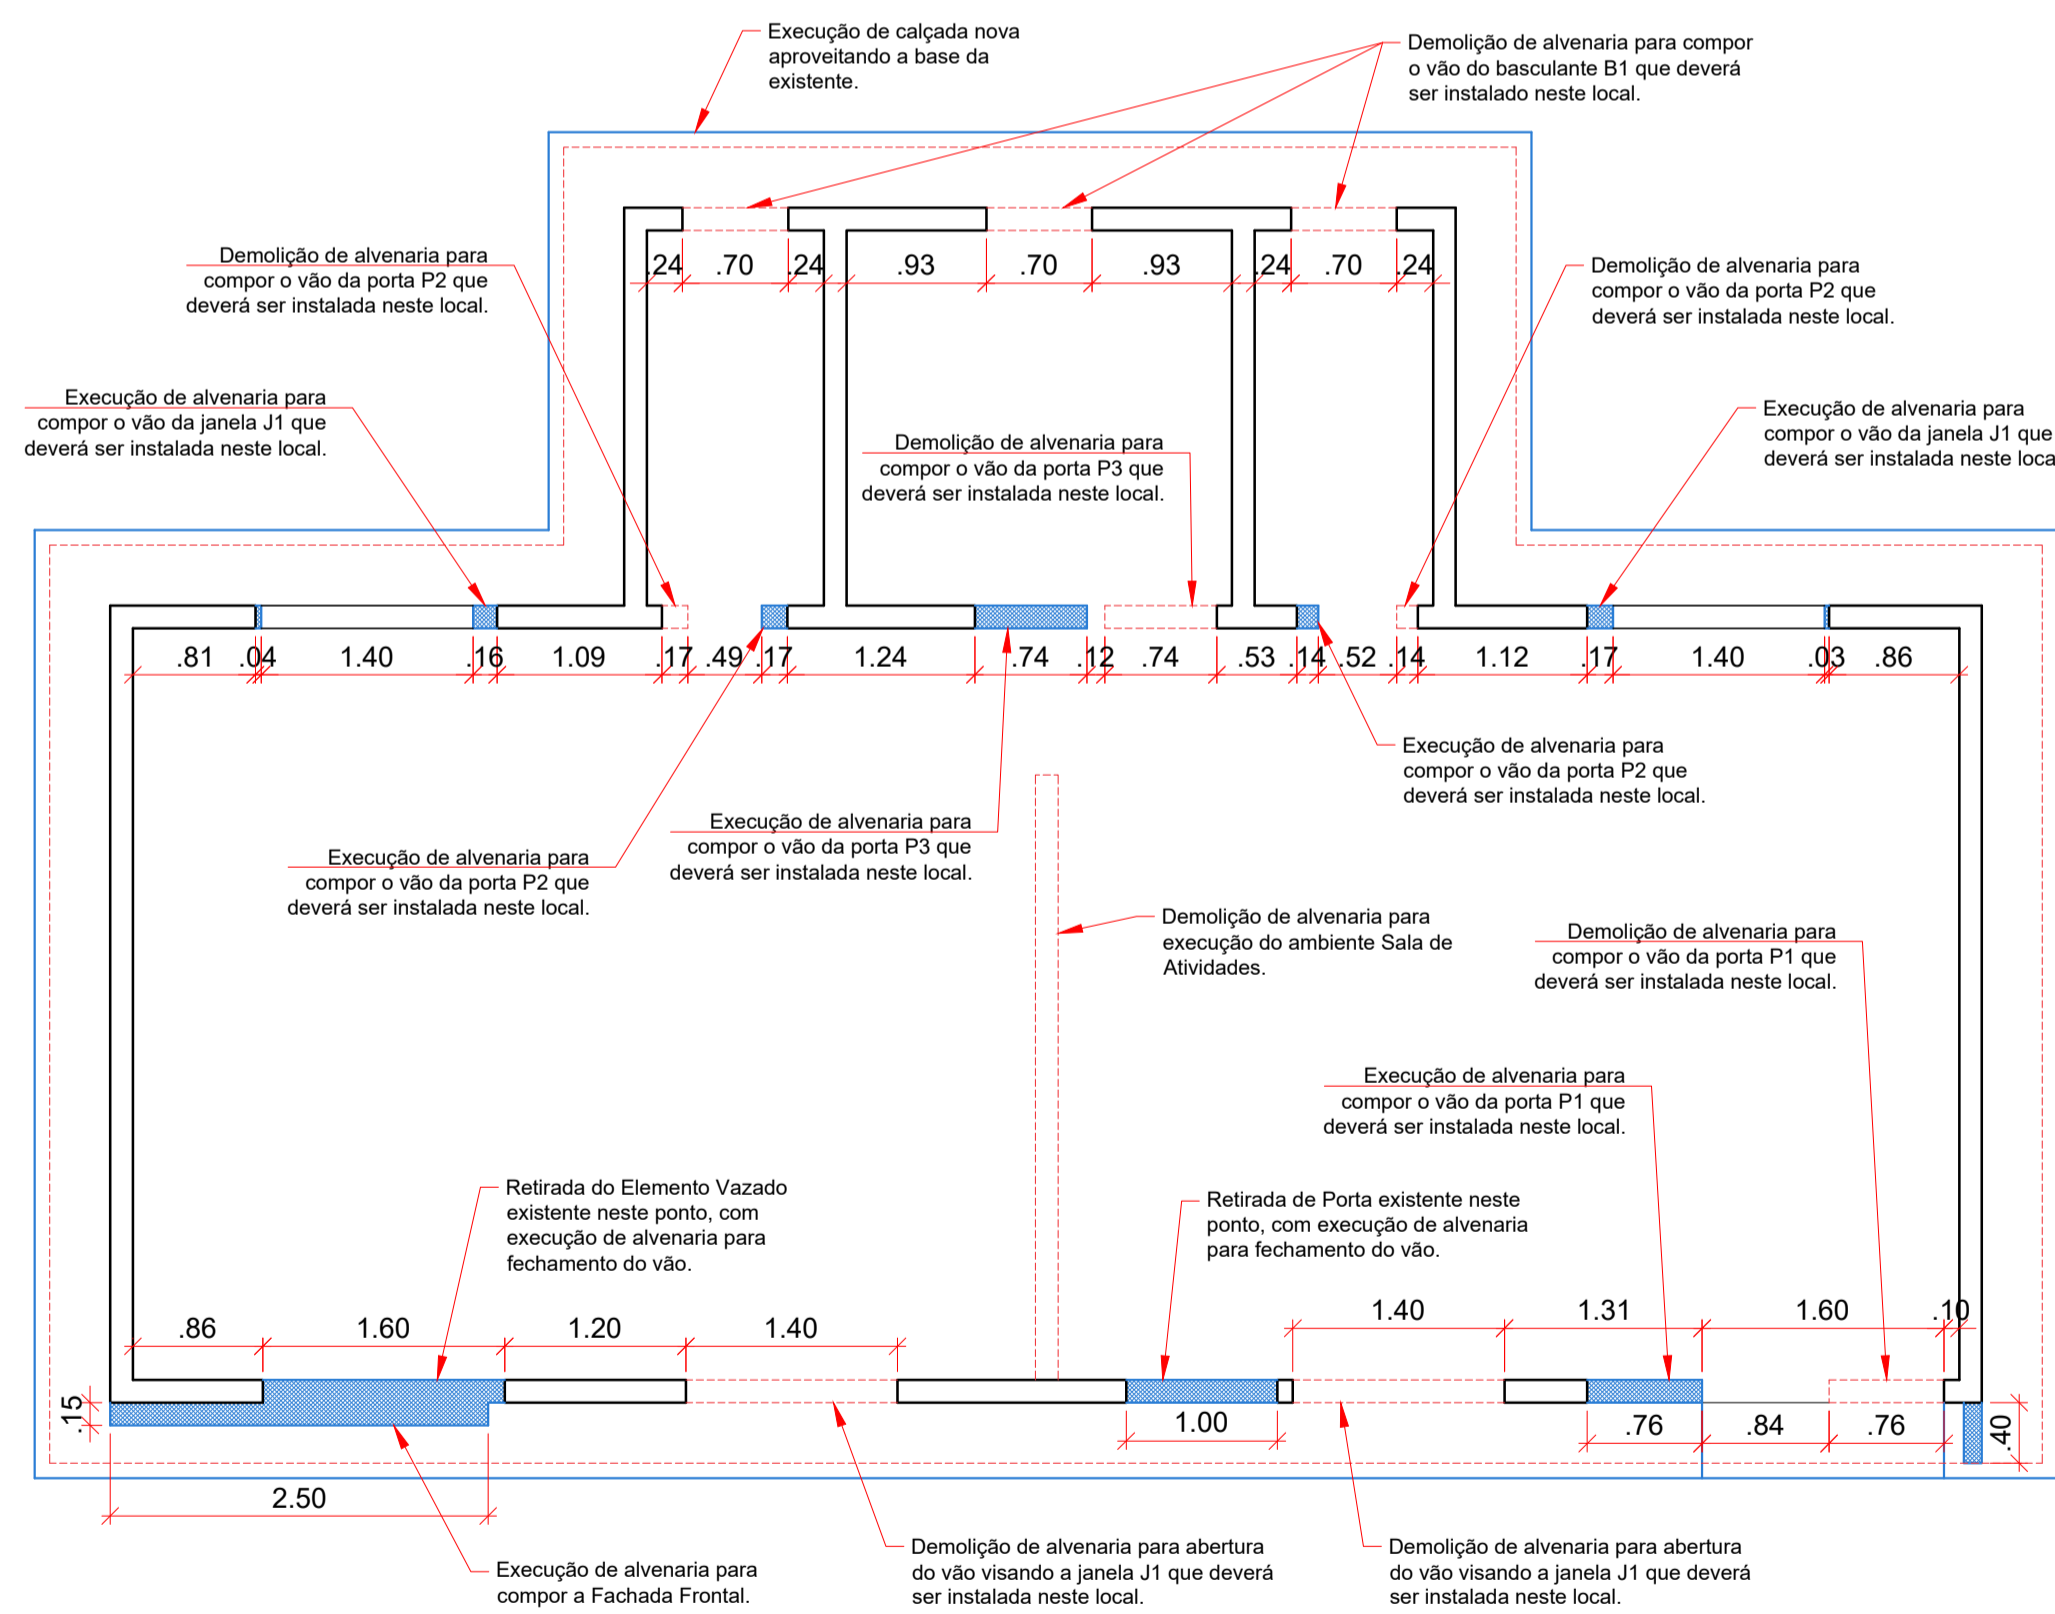 Execução de calçada nova
aproveitando a base da
existente.
Demolição de alvenaria para compor
o vão do basculante B1 que deverá
ser instalado neste local.
Demolição de alvenaria para
compor o vão da porta P2 que
deverá ser instalada neste local.
.24 .70 .24 .93 .70 .93 .24 .70 .24
Demolição de alvenaria para
compor o vão da porta P2 que
deverá ser instalada neste local.
Execução de alvenaria para
compor o vão da janela J1 que
deverá ser instalada neste local.
Demolição de alvenaria para
compor o vão da porta P3 que
deverá ser instalada neste local.
Execução de alvenaria para
compor o vão da janela J1 que
deverá ser instalada neste loca
.81 .04 1.40 .16 1.09 .17 .49 .17 1.24 .74 .12 .74 .53 .14 .52 .14 1.12 .17 1.40 .03 .86
Execução de alvenaria para
compor o vão da porta P2 que
deverá ser instalada neste local.
Execução de alvenaria para
compor o vão da porta P3 que
deverá ser instalada neste local.
Execução de alvenaria para
compor o vão da porta P2 que
deverá ser instalada neste local.
Demolição de alvenaria para
execução do ambiente Sala de
Atividades.
Demolição de alvenaria para
compor o vão da porta P1 que
deverá ser instalada neste local.
Execução de alvenaria para
compor o vão da porta P1 que
deverá ser instalada neste local.
Retirada do Elemento Vazado
existente neste ponto, com
execução de alvenaria para
fechamento do vão.
Retirada de Porta existente neste
ponto, com execução de alvenaria
para fechamento do vão.
.86 1.60 1.20 1.40 1.40 1.31 1.60 .10
.15
1.00 .76 .84 .76
.40
2.50
Execução de alvenaria para
compor a Fachada Frontal.
Demolição de alvenaria para abertura
do vão visando a janela J1 que deverá
ser instalada neste local.
Demolição de alvenaria para abertura
do vão visando a janela J1 que deverá
ser instalada neste local.